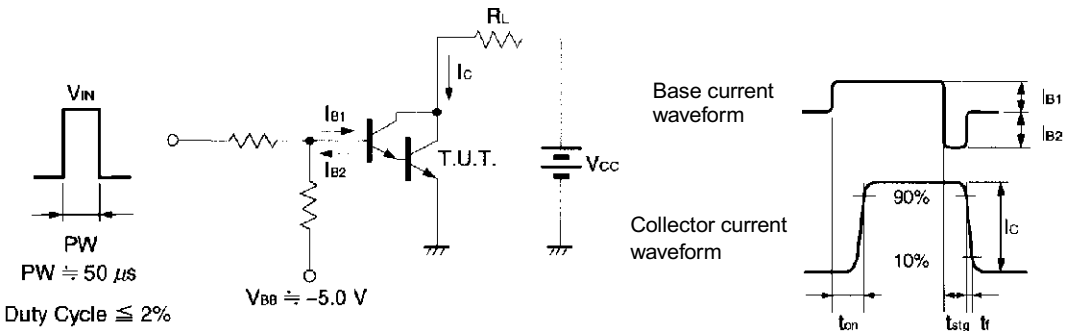 VIN
PW
PW ≒ 50 μs
Duty Cycle ≦ 2%
RL
IC
IB1
IB2
T.U.T.
VCC
VBB ≒ −5.0 V
Base current
waveform
IB1
IB2
Collector current
waveform
90%
10%
IC
ton
tstg
tf